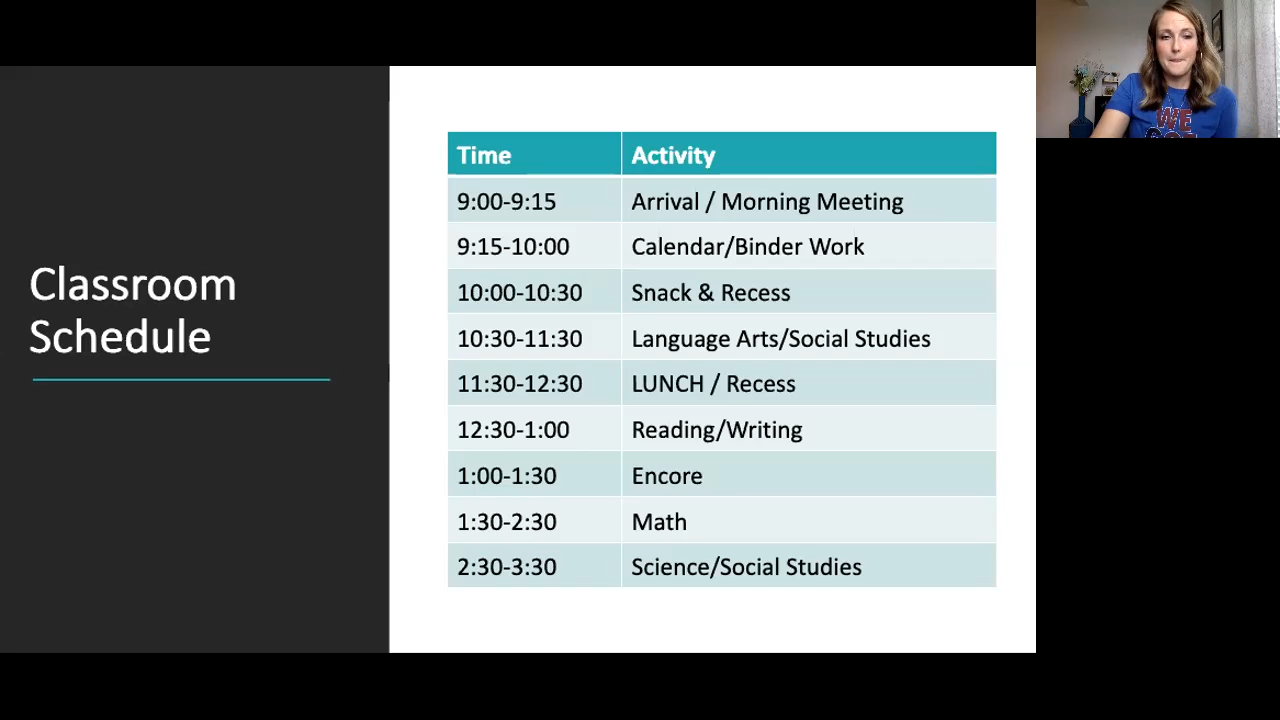 Classroom
Schedule
Time Activity
9:00-9:15 Arrival / Morning Meeting
9:15-10:00 Calendar/Binder Work
10:00-10:30 Snack & Recess
10:30-11:30 Language Arts/Social Studies
11:30-12:30 LUNCH / Recess
12:30-1:00 Reading/Writing
1:00-1:30 Encore
1:30-2:30 Math
2:30-3:30 Science/Social Studies
WE